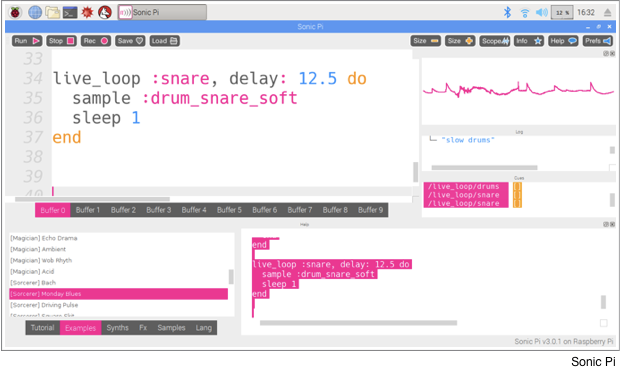 Sonic Pi
12 %
16:32
Sonic Pi
Run
Stop
Rec
Save
Load
Size
Size
Scope
Info
Help
Prefs
33
34 live_loop :snare, delay: 12.5 do
35 sample :drum_snare_soft
36 sleep 1
37 end
38
39
40
"slow drums"
Log
Cues
/live_loop/drums
/live_loop/snare
/live_loop/snare
Buffer 0 Buffer 1 Buffer 2 Buffer 3 Buffer 4 Buffer 5 Buffer 6 Buffer 7 Buffer 8 Buffer 9
Help
[Magician] Echo Drama
[Magician] Ambient
[Magician] Wob Rhyth
[Magician] Acid
[Sorcerer] Bach
[Sorcerer] Monday Blues
[Sorcerer] Driving Pulse
Tutorial Examples Synths Fx Samples Lang
end
live_loop :snare, delay: 12.5 do
sample :drum_snare_soft
sleep 1
end
Sonic Pi v3.0.1 on Raspberry Pi
Sonic Pi